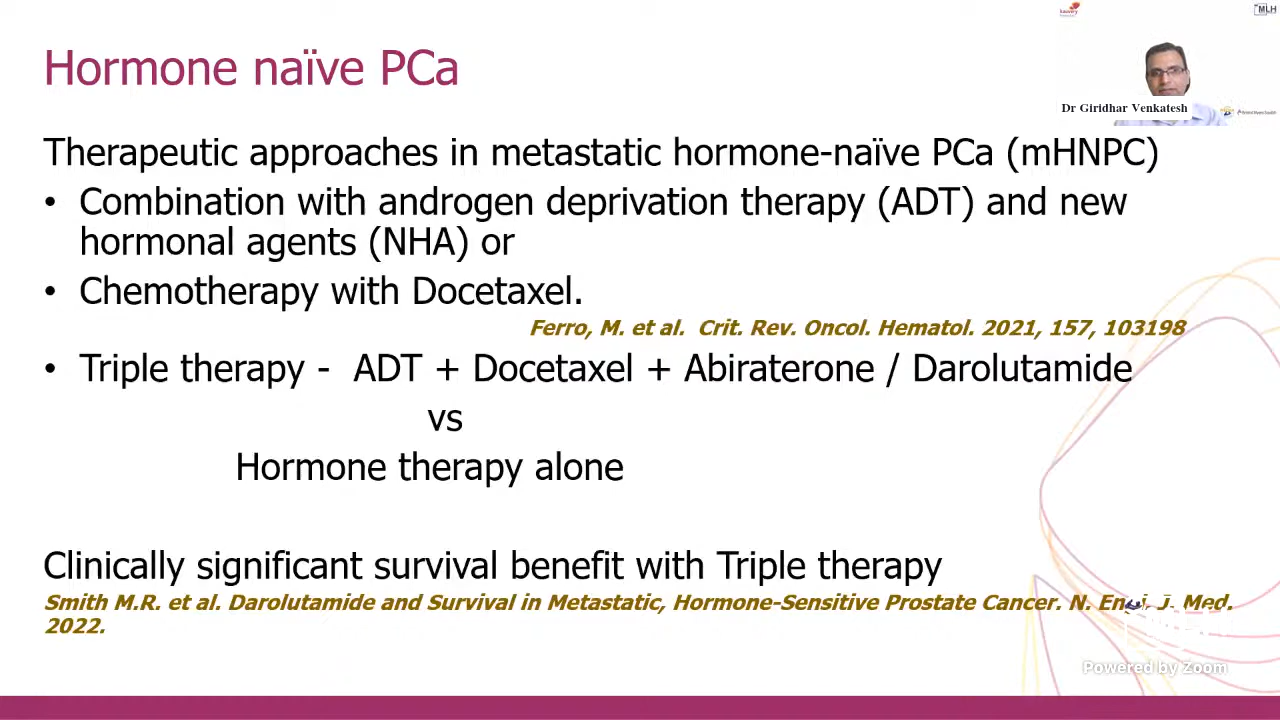 MLH
Hormone naïve PCa
Dr Giridhar Venkatesh
Therapeutic approaches in metastatic hormone-naïve PCa (mHNPC)
• Combination with androgen deprivation therapy (ADT) and new
hormonal agents (NHA) or
• Chemotherapy with Docetaxel.
Ferro, M. et al. Crit. Rev. Oncol. Hematol. 2021, 157, 103198
• Triple therapy - ADT + Docetaxel + Abiraterone / Darolutamide
vs
Hormone therapy alone
Clinically significant survival benefit with Triple therapy
Smith M.R. et al. Darolutamide and Survival in Metastatic, Hormone-Sensitive Prostate Cancer. N. Engl. J. Med.
2022.
Powered by Zoom